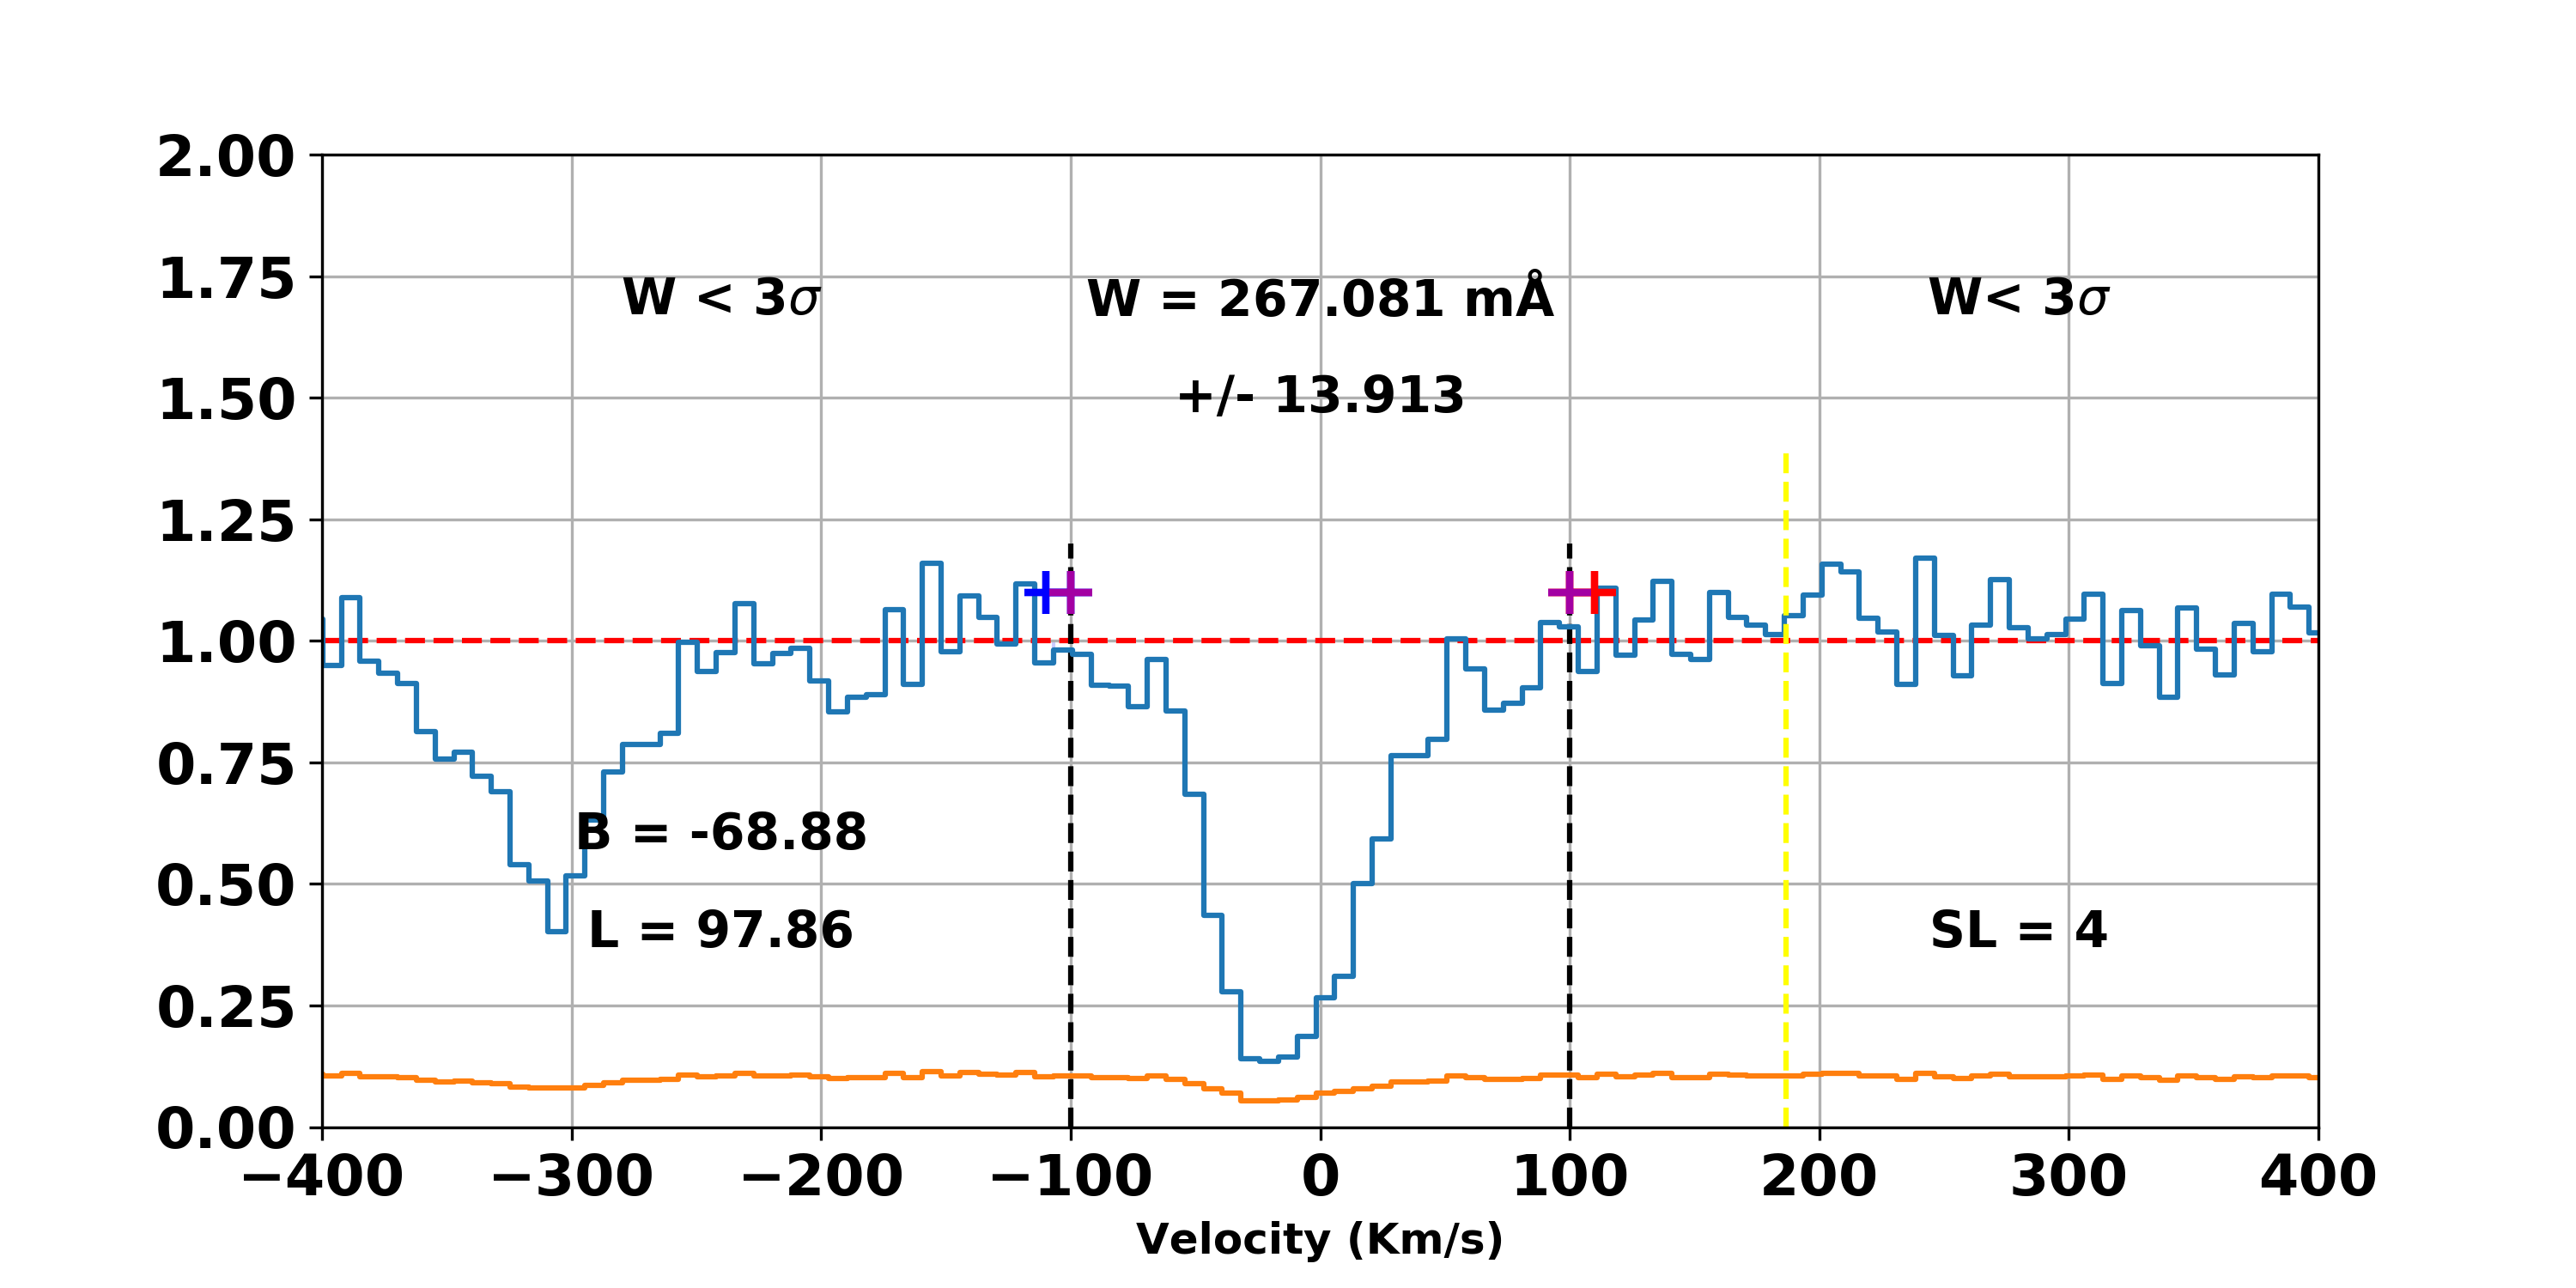 2.00
1.75
1.50
1.25
1.00
0.75
0.50
0.25
0.00
W < 3σ
W = 267.081 mÅ
W< 3σ
+/- 13.913
B = -68.88
L = 97.86
SL = 4
−400 −300 −200 −100 0 100 200 300 400
Velocity (Km/s)